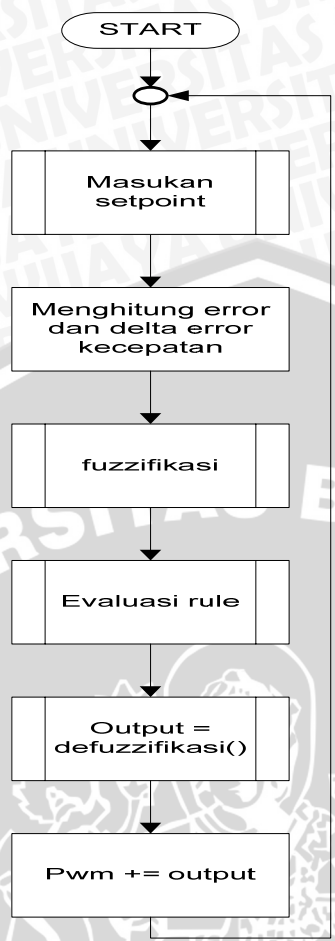 START
Masukan
setpoint
Menghitung error
dan delta error
kecepatan
fuzzifikasi
Evaluasi rule
Output =
defuzzifikasi()
Pwm += output